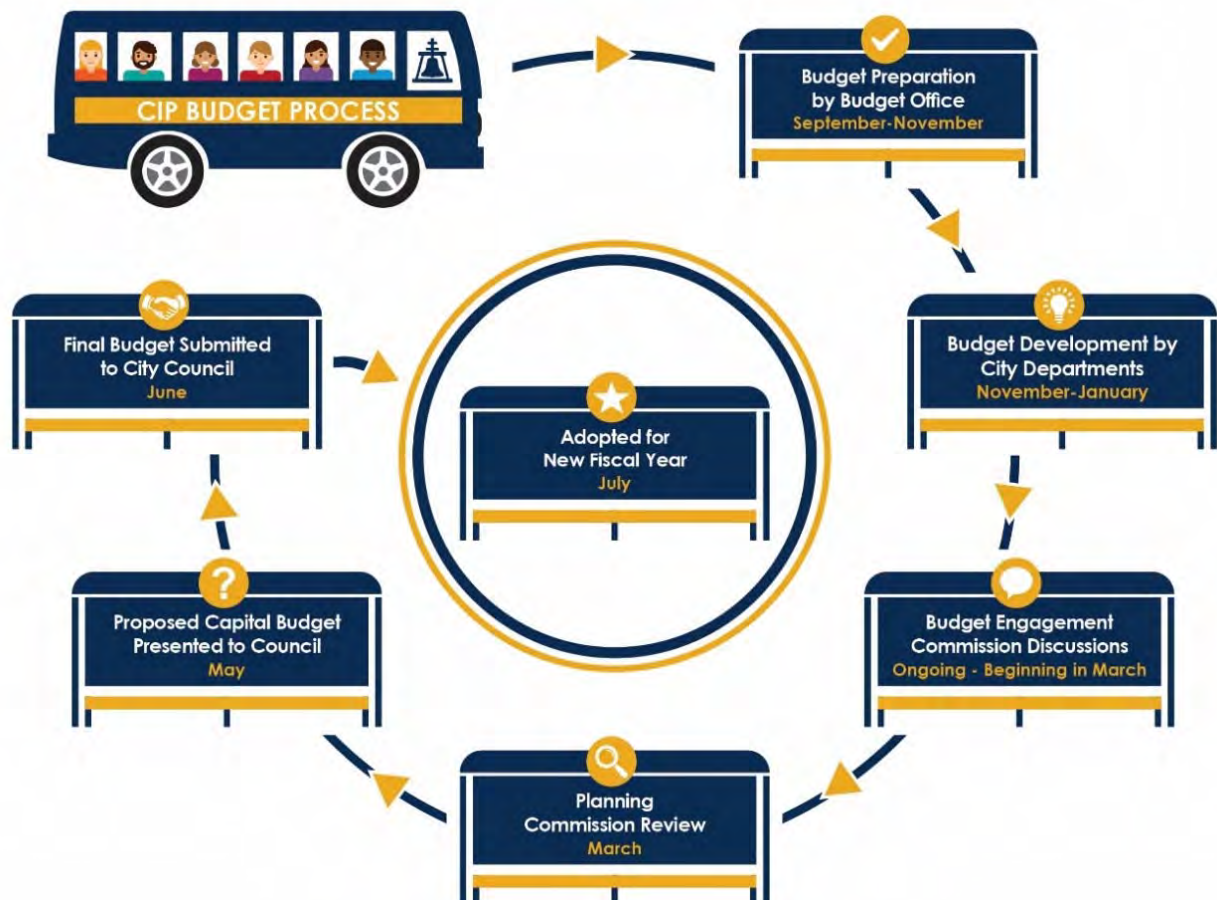 CIP BUDGET PROCESS
Budget Preparation
by Budget Office
September-November
Budget Development by
City Departments
November-January
Budget Engagement
Commission Discussions
Ongoing - Beginning in March
Planning
Commission Review
March
?
Proposed Capital Budget
Presented to Council
May
Final Budget Submitted
to City Council
June
Adopted for
New Fiscal Year
July